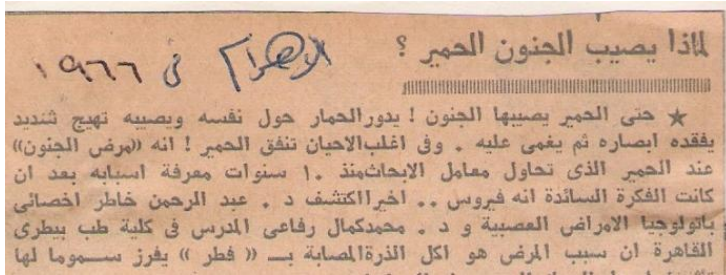 لماذا يصيب الجنون الحمير ؟
الاهرام فى ١٩٦٦
★ حتى الحمير يصيبها الجنون ! يدور الحمار حول نفسه ويصيبه تهيج شديد
يفقده ابصاره ثم يغمى عليه . وفى اغلب الاحيان تنفق الحمير ! انه «مرض الجنون»
عند الحمير الذى تحاول معامل الابحاث منذ ١٠ سنوات معرفة اسبابه بعد ان
كانت الفكرة السائدة انه فيروس .. اخيرا اكتشف د . عبد الرحمن خاطر اخصائى
باتولوجيا الامراض العصبية و د . محمد كمال رفاعى المدرس فى كلية طب بيطرى
القاهرة ان سبب المرض هو اكل الذرة المصابة بـ « فطر » يفرز سموما لها